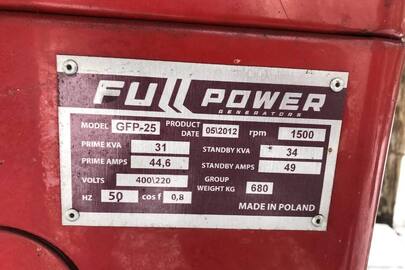 FULL POWER
GENERATORS
MODEL GFP-25 PRODUCT DATE 05\2012 rpm 1500
PRIME KVA 31 STANDBY KVA 34
PRIME AMPS 44,6 STANDBY AMPS 49
VOLTS 400\220 GROUP WEIGHT KG 680
HZ 50 cos f 0,8
MADE IN POLAND